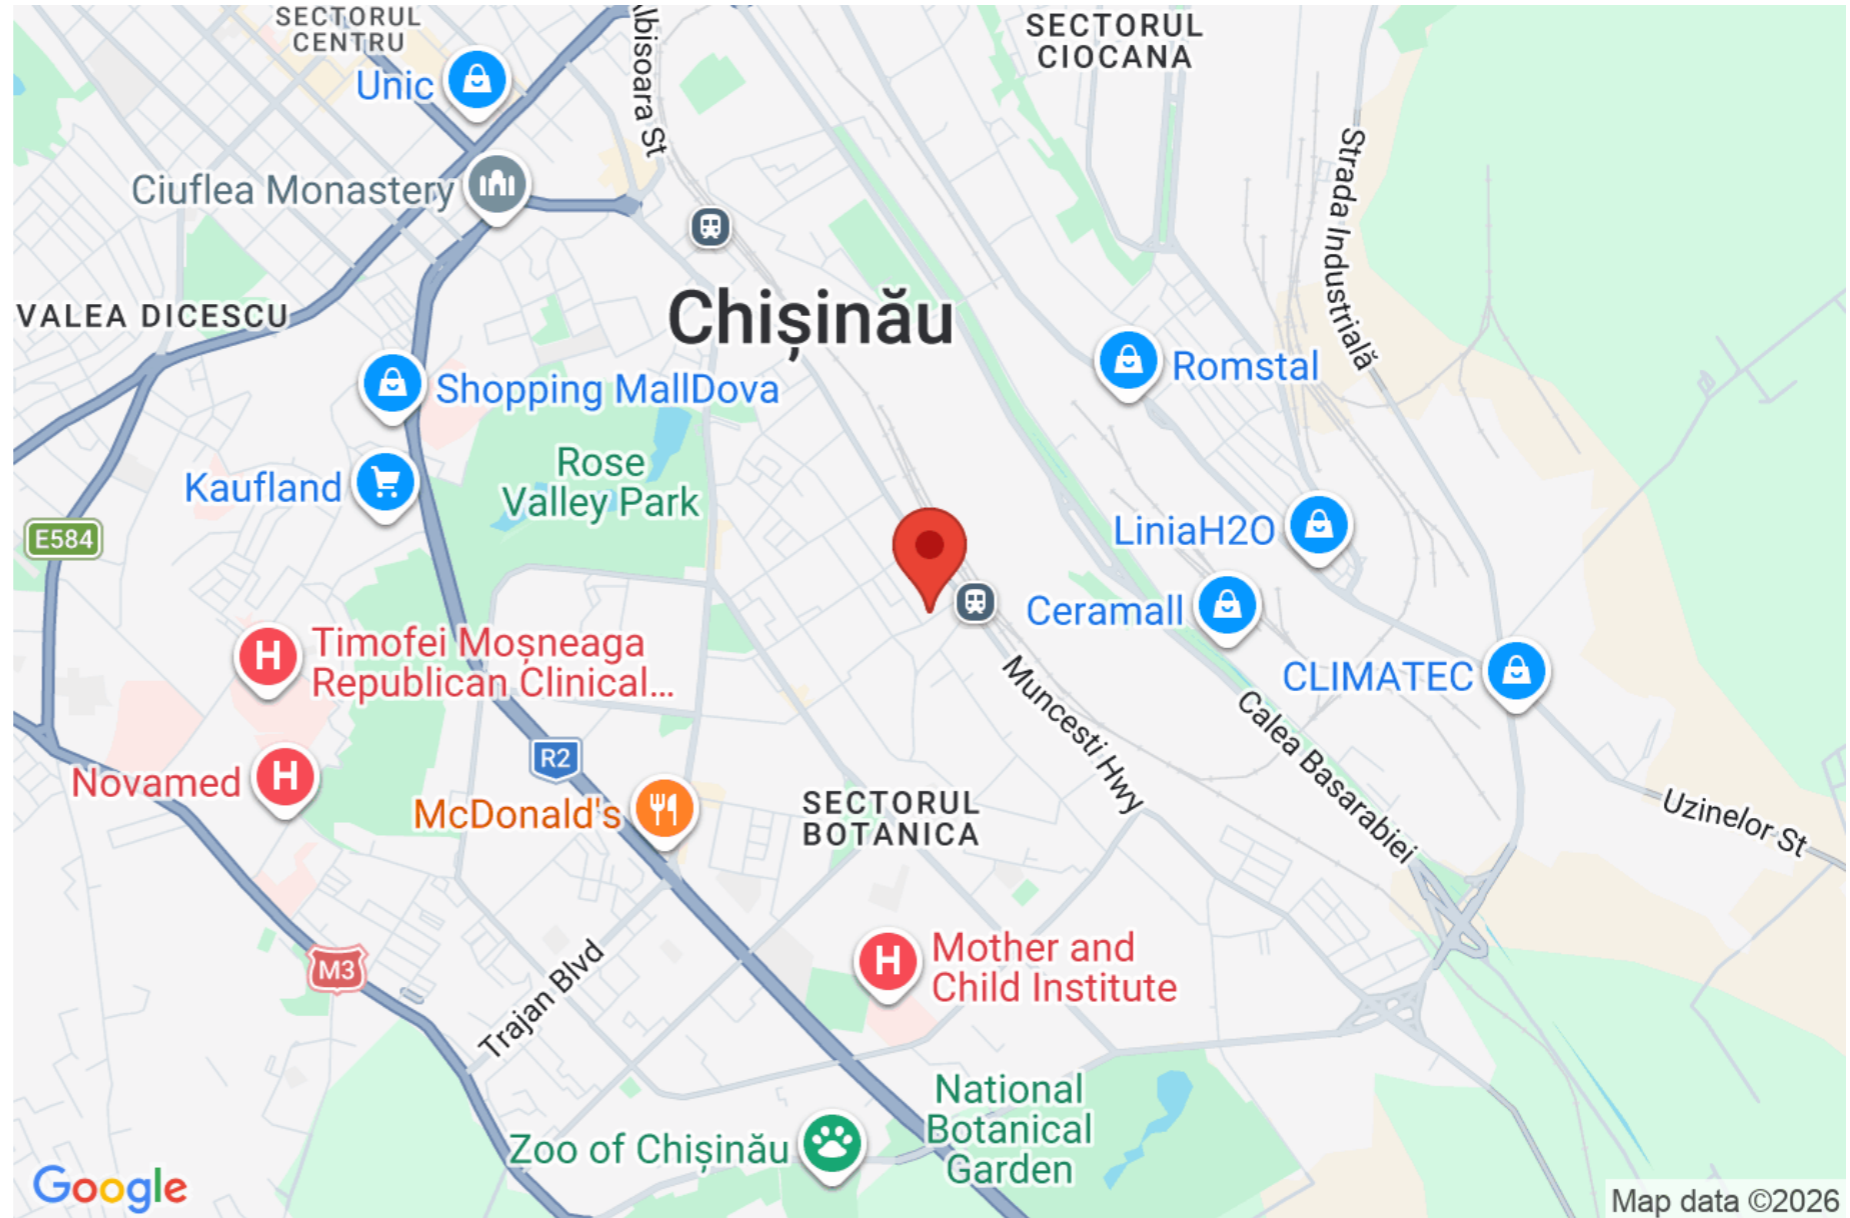 SECTORUL
CENTRU
SECTORUL
CIOCANA
Unic
Albisoara St
Ciuflea Monastery
Strada Industrială
VALEA DICESCU
Chișinău
Romstal
Shopping MallDova
Rose
Valley Park
Kaufland
LiniaH2O
E584
Ceramall
Timofei Moșneaga
Republican Clinical...
CLIMATEC
Muncesti Hwy
Calea Basarabiei
R2
Novamed
McDonald's
SECTORUL
BOTANICA
Uzinelor St
M3
Trajan Blvd
Mother and
Child Institute
National
Botanical
Garden
Zoo of Chișinău
Google
Map data ©2026